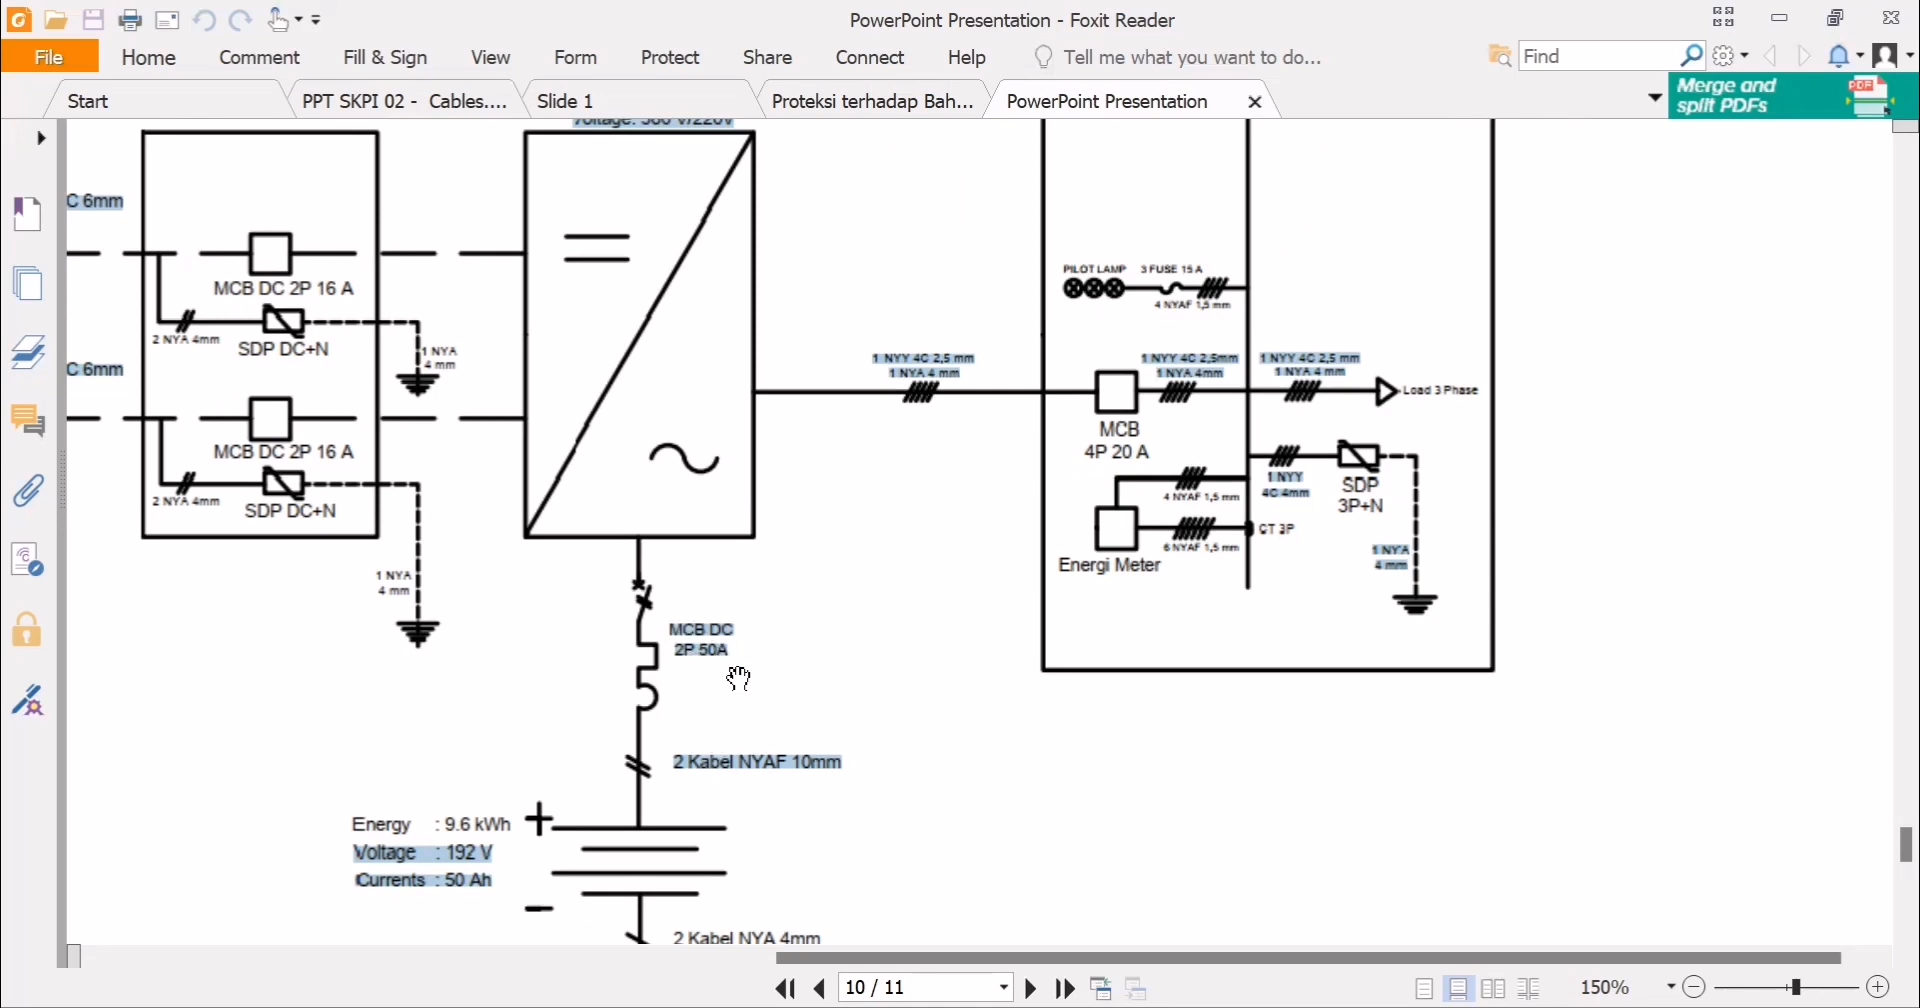 PowerPoint Presentation - Foxit Reader
File
Home
Comment
Fill & Sign
View
Form
Protect
Share
Connect
Help
Tell me what you want to do...
Find
Start
PPT SKPI 02 - Cables....
Slide 1
Proteksi terhadap Bah...
PowerPoint Presentation
Merge and
split PDFs
PDF
Voltage: 380 V/220V
C 6mm
MCB DC 2P 16 A
2 NYA 4mm
SDP DC+N
1 NYA
4 mm
C 6mm
MCB DC 2P 16 A
2 NYA 4mm
SDP DC+N
1 NYA
4 mm
PILOT LAMP
3 FUSE 15 A
4 NYAF 1,5 mm
1 NYY 4C 2,5 mm
1 NYA 4 mm
1 NYY 4C 2,5mm
1 NYA 4mm
1 NYY 4C 2,5 mm
1 NYA 4 mm
Load 3 Phase
MCB
4P 20 A
4 NYAF 1,5 mm
1 NYY
4C 4mm
SDP
3P+N
6 NYAF 1,5 mm
CT 3P
Energi Meter
1 NYA
4 mm
MCB DC
2P 50A
2 Kabel NYAF 10mm
Energy : 9.6 kWh
Voltage : 192 V
Currents : 50 Ah
2 Kabel NYA 4mm
10 / 11
150%